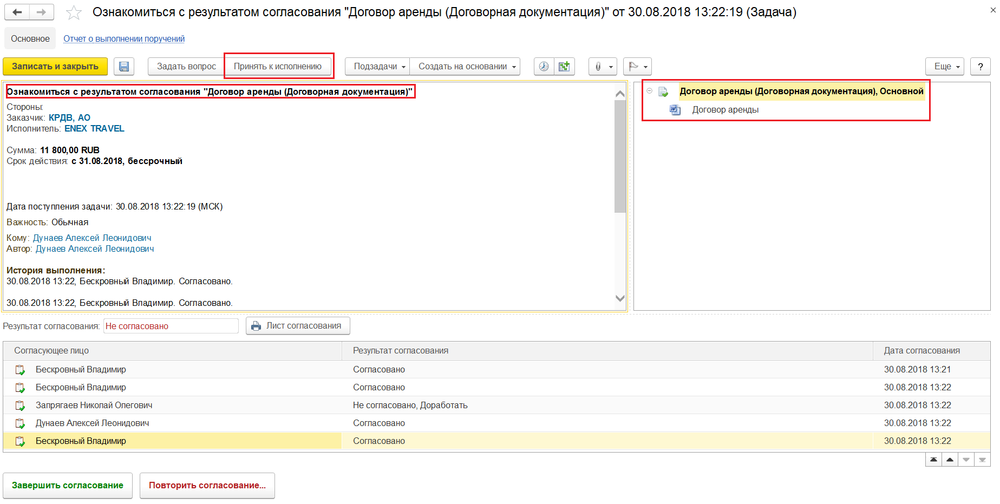 Ознакомиться с результатом согласования "Договор аренды (Договорная документация)" от 30.08.2018 13:22:19 (Задача)
Основное Отчет о выполнении поручений
Записать и закрыть Задать вопрос Принять к исполнению Подзадачи Создать на основании Еще ?
Ознакомиться с результатом согласования "Договор аренды (Договорная документация)"
Стороны:
Заказчик: КРДВ, АО
Исполнитель: ENEX TRAVEL
Сумма: 11 800,00 RUB
Срок действия: с 31.08.2018, бессрочный
Дата поступления задачи: 30.08.2018 13:22:19 (МСК)
Важность: Обычная
Кому: Дунаев Алексей Леонидович
Автор: Дунаев Алексей Леонидович
История выполнения:
30.08.2018 13:22, Бескровный Владимир. Согласовано.
30.08.2018 13:22, Бескровный Владимир. Согласовано.
Договор аренды (Договорная документация), Основной
Договор аренды
Результат согласования: Не согласовано Лист согласования
Согласующее лицо Результат согласования Дата согласования
Бескровный Владимир Согласовано 30.08.2018 13:21
Бескровный Владимир Согласовано 30.08.2018 13:22
Запрягаев Николай Олегович Не согласовано, Доработать 30.08.2018 13:22
Дунаев Алексей Леонидович Согласовано 30.08.2018 13:22
Бескровный Владимир Согласовано 30.08.2018 13:22
Завершить согласование Повторить согласование...